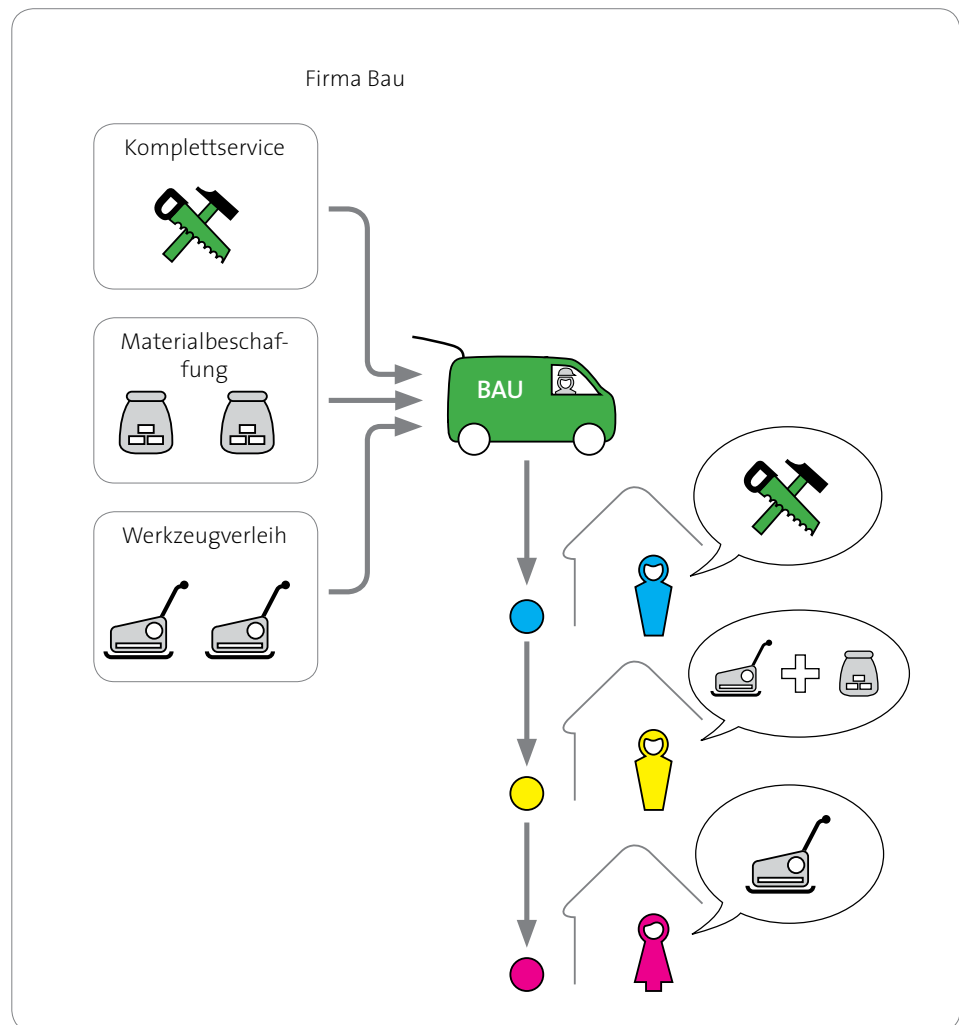 Firma Bau
Komplettservice
Materialbeschaf-
fung
BAU
Werkzeugverleih